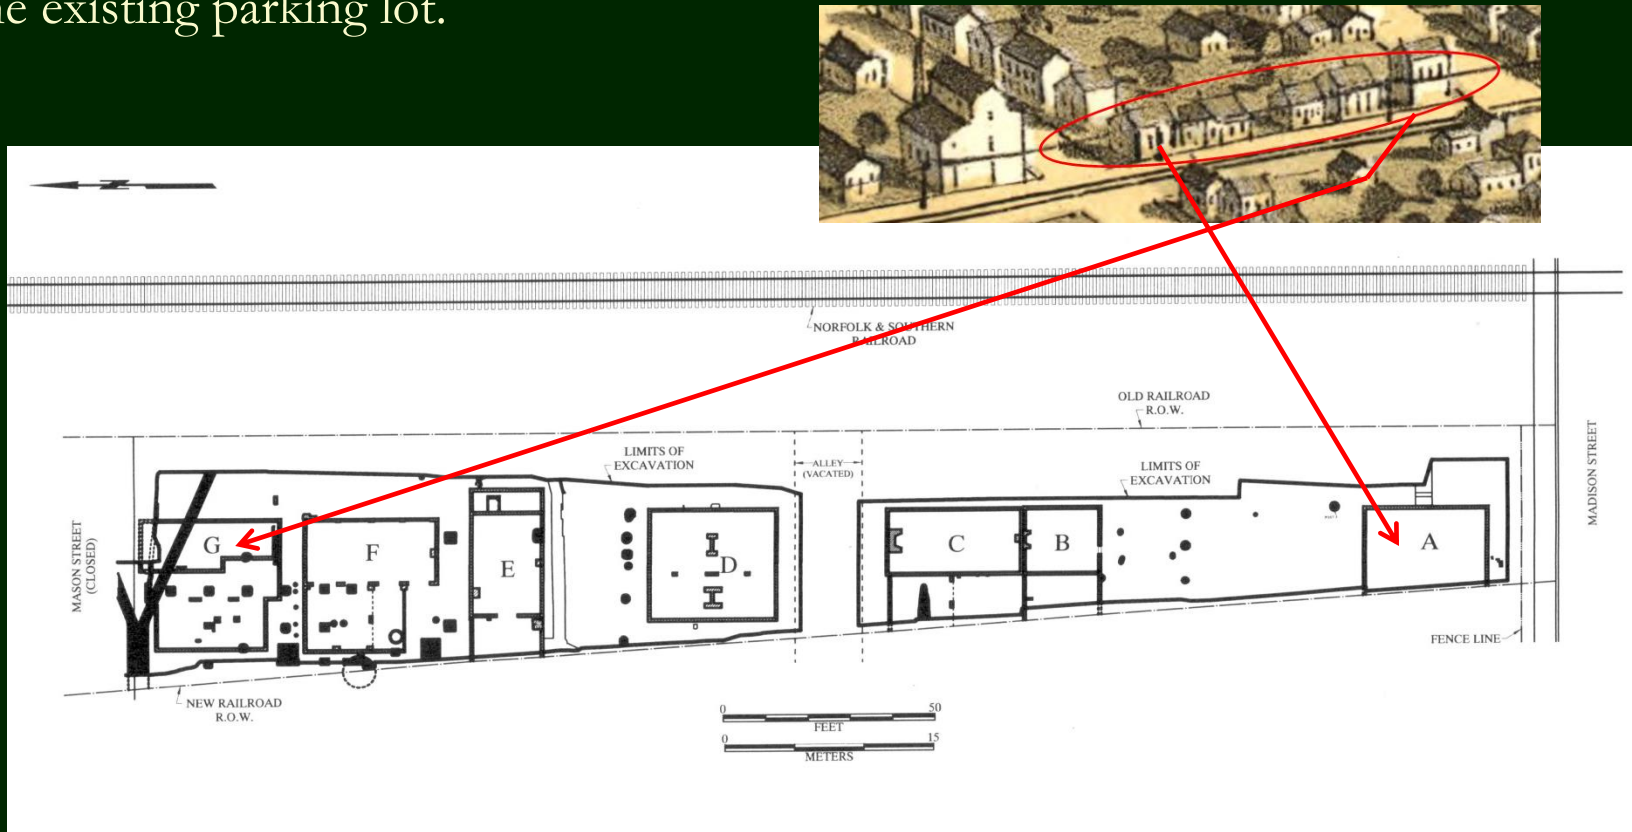 ne existing parking lot.
N
NORFOLK & SOUTHERN
RAILROAD
OLD RAILROAD
R.O.W.
LIMITS OF
EXCAVATION
ALLEY
(VACATED)
LIMITS OF
EXCAVATION
MADISON STREET
MASON STREET
(CLOSED)
G
F
E
D
C
B
A
FENCE LINE
NEW RAILROAD
R.O.W.
0 50
FEET
0 15
METERS